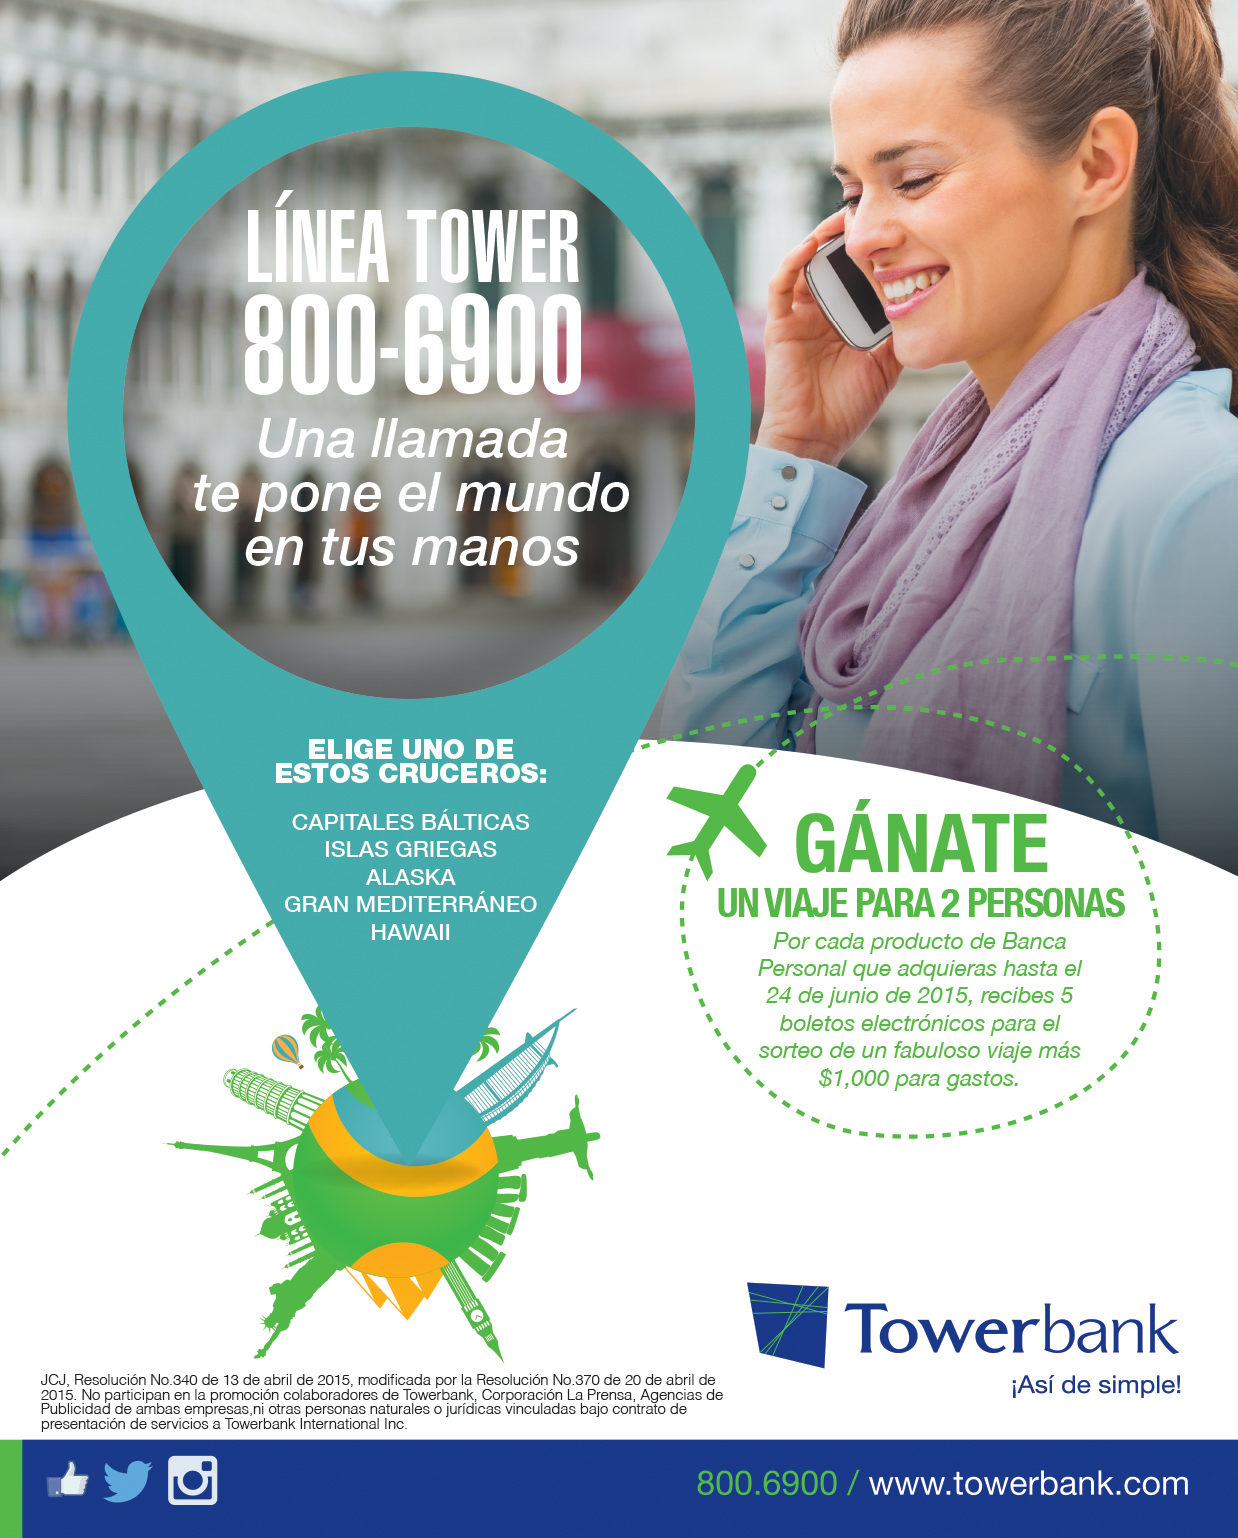 LÍNEA TOWER
800-6900
Una llamada
te pone el mundo
en tus manos
ELIGE UNO DE
ESTOS CRUCEROS:
CAPITALES BÁLTICAS
ISLAS GRIEGAS
ALASKA
GRAN MEDITERRÁNEO
HAWAII
GÁNATE
UN VIAJE PARA 2 PERSONAS
Por cada producto de Banca
Personal que adquieras hasta el
24 de junio de 2015, recibes 5
boletos electrónicos para el
sorteo de un fabuloso viaje más
$1,000 para gastos.
Towerbank
¡Así de simple!
JCJ, Resolución No.340 de 13 de abril de 2015, modificada por la Resolución No.370 de 20 de abril de
2015. No participan en la promoción colaboradores de Towerbank, Corporación La Prensa, Agencias de
Publicidad de ambas empresas,ni otras personas naturales o jurídicas vinculadas bajo contrato de
presentación de servicios a Towerbank International Inc.
800.6900 / www.towerbank.com